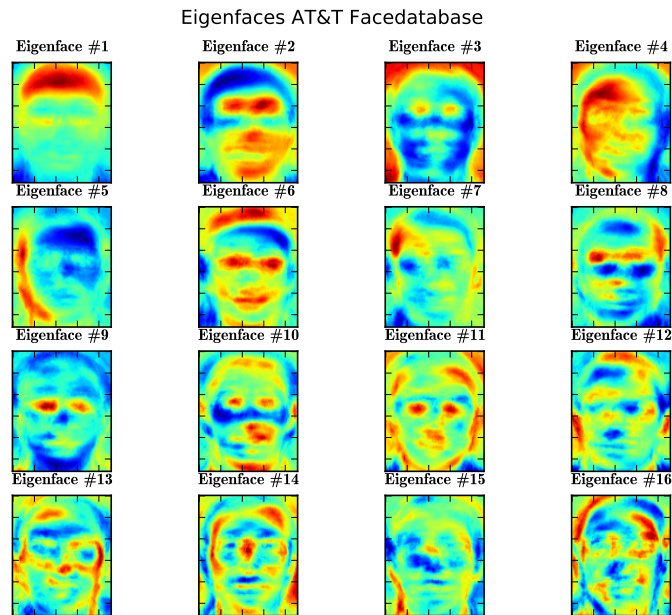 Eigenfaces AT&T Facedatabase
Eigenface #1 Eigenface #2 Eigenface #3 Eigenface #4
Eigenface #5 Eigenface #6 Eigenface #7 Eigenface #8
Eigenface #9 Eigenface #10 Eigenface #11 Eigenface #12
Eigenface #13 Eigenface #14 Eigenface #15 Eigenface #16